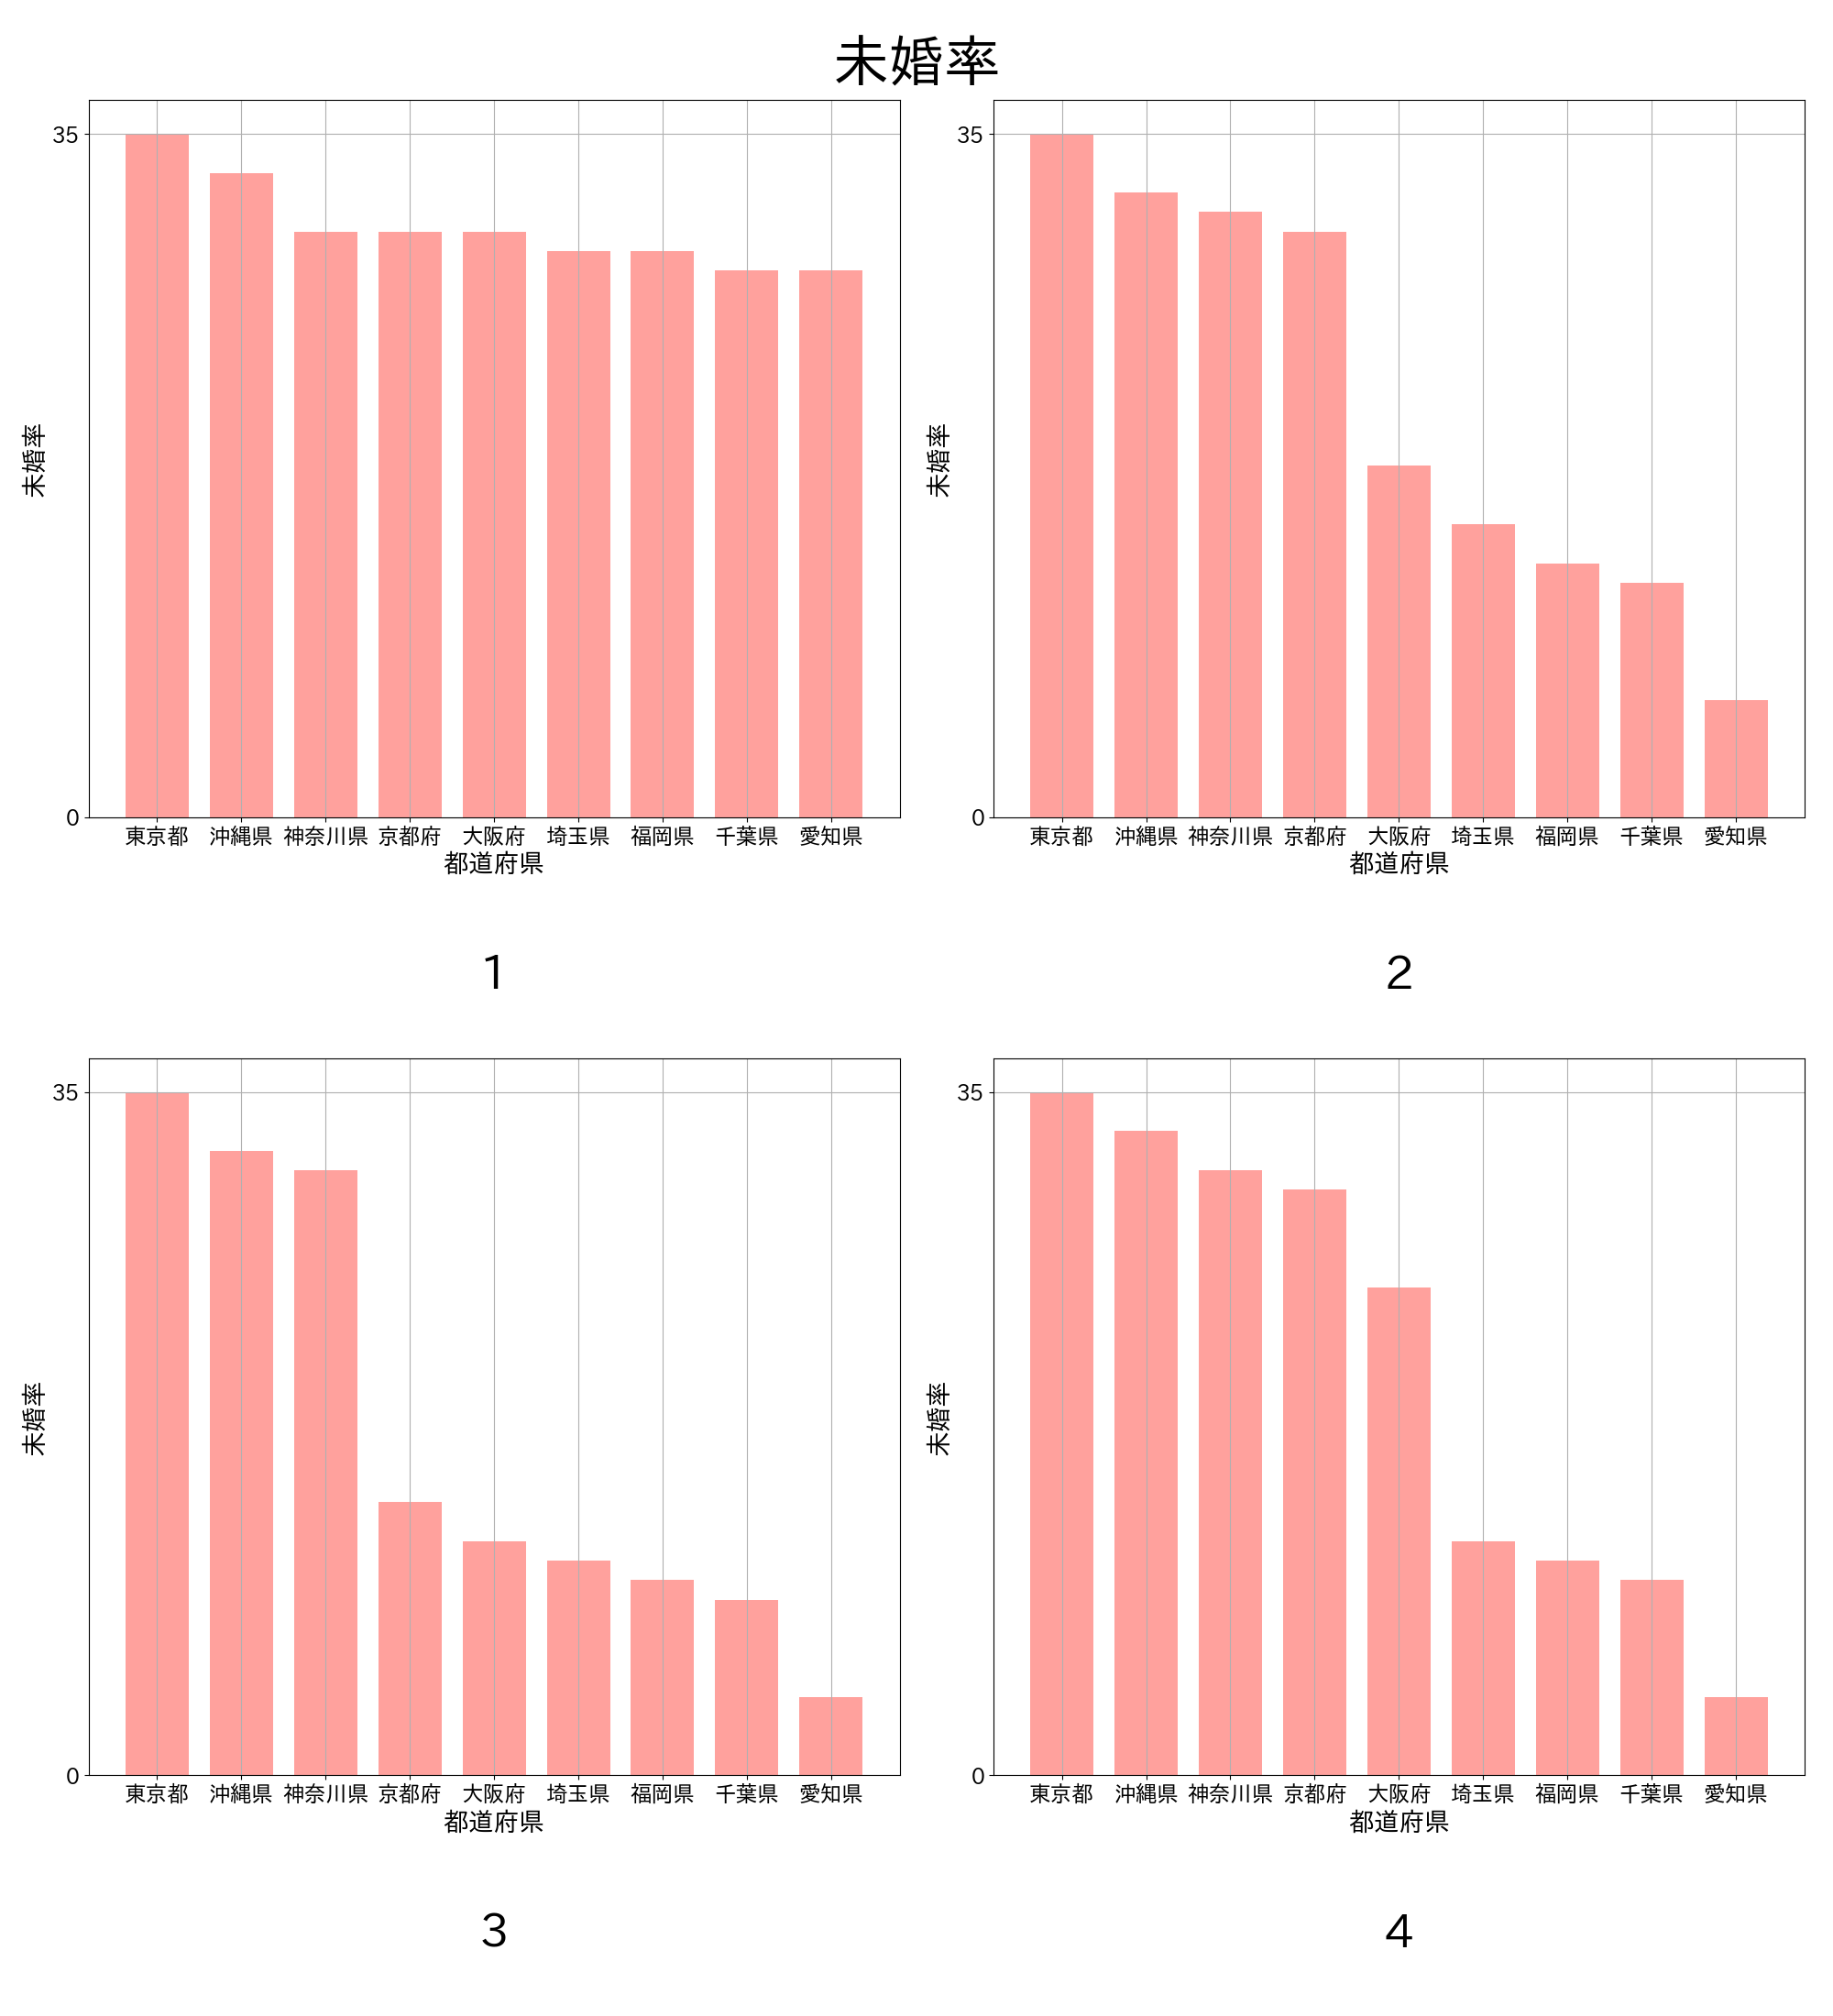 未婚率
35
0
未婚率
東京都 沖縄県 神奈川県 京都府 大阪府 埼玉県 福岡県 千葉県 愛知県
都道府県
1
35
0
未婚率
東京都 沖縄県 神奈川県 京都府 大阪府 埼玉県 福岡県 千葉県 愛知県
都道府県
2
35
0
未婚率
東京都 沖縄県 神奈川県 京都府 大阪府 埼玉県 福岡県 千葉県 愛知県
都道府県
3
35
0
未婚率
東京都 沖縄県 神奈川県 京都府 大阪府 埼玉県 福岡県 千葉県 愛知県
都道府県
4